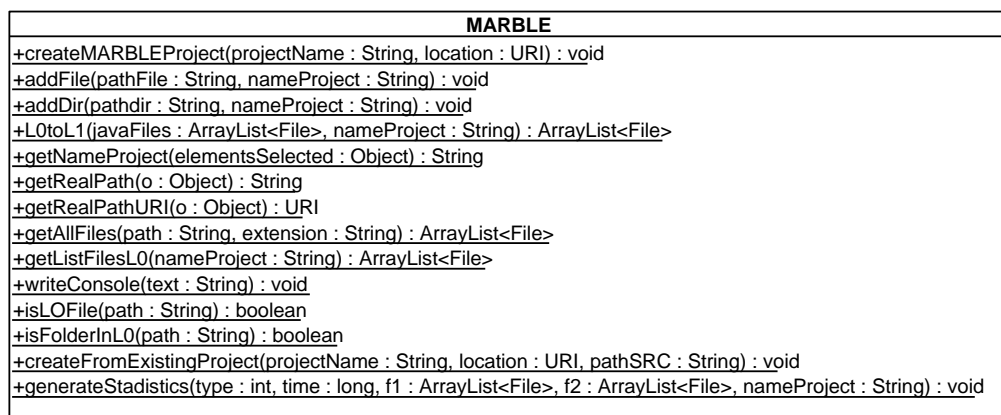 MARBLE
+createMARBLEProject(projectName : String, location : URI) : void
+addFile(pathFile : String, nameProject : String) : void
+addDir(pathdir : String, nameProject : String) : void
+L0toL1(javaFiles : ArrayList<File>, nameProject : String) : ArrayList<File>
+getNameProject(elementsSelected : Object) : String
+getRealPath(o : Object) : String
+getRealPathURI(o : Object) : URI
+getAllFiles(path : String, extension : String) : ArrayList<File>
+getListFilesL0(nameProject : String) : ArrayList<File>
+writeConsole(text : String) : void
+isLOFile(path : String) : boolean
+isFolderInL0(path : String) : boolean
+createFromExistingProject(projectName : String, location : URI, pathSRC : String) : void
+generateStadistics(type : int, time : long, f1 : ArrayList<File>, f2 : ArrayList<File>, nameProject : String) : void